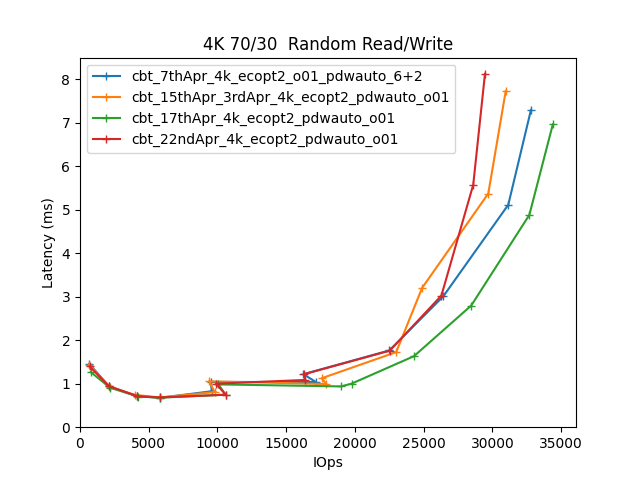 4K 70/30  Random Read/Write
cbt_7thApr_4k_ecopt2_o01_pdwauto_6+2
cbt_15thApr_3rdApr_4k_ecopt2_pdwauto_o01
cbt_17thApr_4k_ecopt2_pdwauto_o01
cbt_22ndApr_4k_ecopt2_pdwauto_o01
Latency (ms)
8
7
6
5
4
3
2
1
0
0 5000 10000 15000 20000 25000 30000 35000
IOps